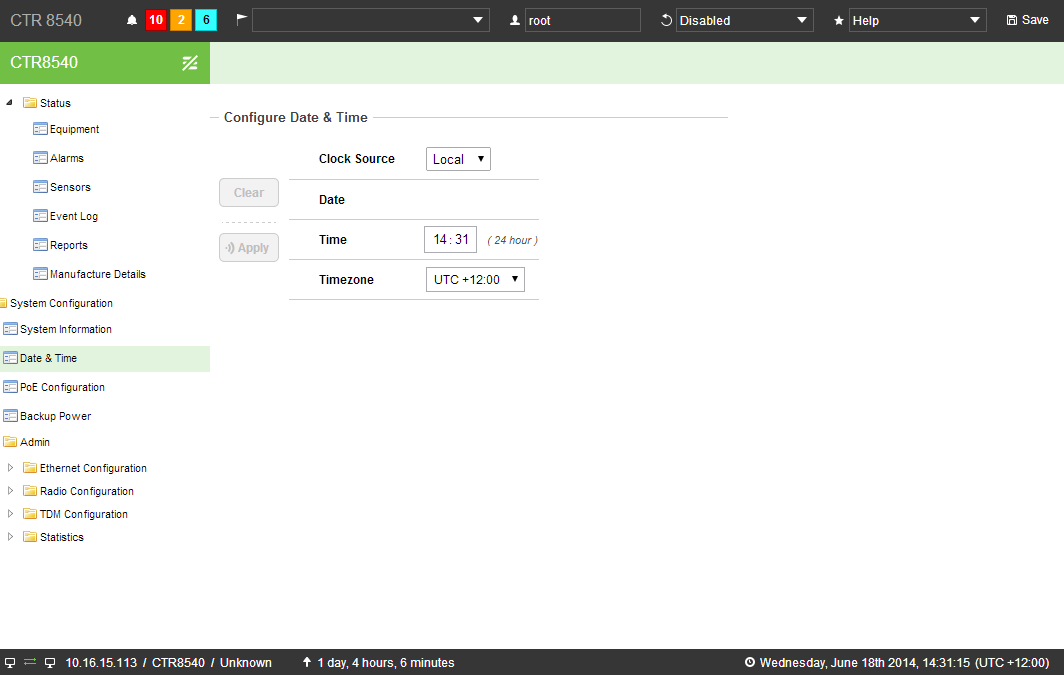 CTR 8540 10 2 6 root Disabled Help Save
CTR8540
Status
Equipment
Alarms
Sensors
Event Log
Reports
Manufacture Details
System Configuration
System Information
Date & Time
PoE Configuration
Backup Power
Admin
Ethernet Configuration
Radio Configuration
TDM Configuration
Statistics
Configure Date & Time
Clear
Apply
Clock Source Local
Date
Time 14 : 31 ( 24 hour )
Timezone UTC +12:00
10.16.15.113 / CTR8540 / Unknown 1 day, 4 hours, 6 minutes Wednesday, June 18th 2014, 14:31:15 (UTC +12:00)